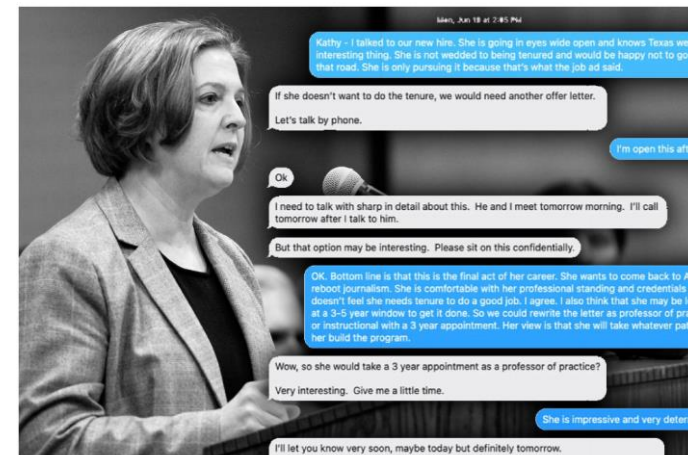 Mon, Jun 18 at 2:05 PM
Kathy - I talked to our new hire. She is going in eyes wide open and knows Texas
interesting thing. She is not wedded to being tenured and would be happy not to
that road. She is only pursuing it because that's what the job ad said.
If she doesn't want to do the tenure, we would need another offer letter.
Let's talk by phone.
I'm open this
Ok
I need to talk with sharp in detail about this. He and I meet tomorrow morning. I'll call
tomorrow after I talk to him.
But that option may be interesting. Please sit on this confidentially.
OK. Bottom line is that this is the final act of her career. She wants to come back to
reboot journalism. She is comfortable with her professional standing and credentials
doesn't feel she needs tenure to do a good job. I agree. I also think that she may be
at a 3-5 year window to get it done. So we could rewrite the letter as professor of
or instructional with a 3 year appointment. Her view is that she will take whatever
her build the program.
Wow, so she would take a 3 year appointment as a professor of practice?
Very interesting. Give me a little time.
She is impressive and very
I'll let you know very soon, maybe today but definitely tomorrow.